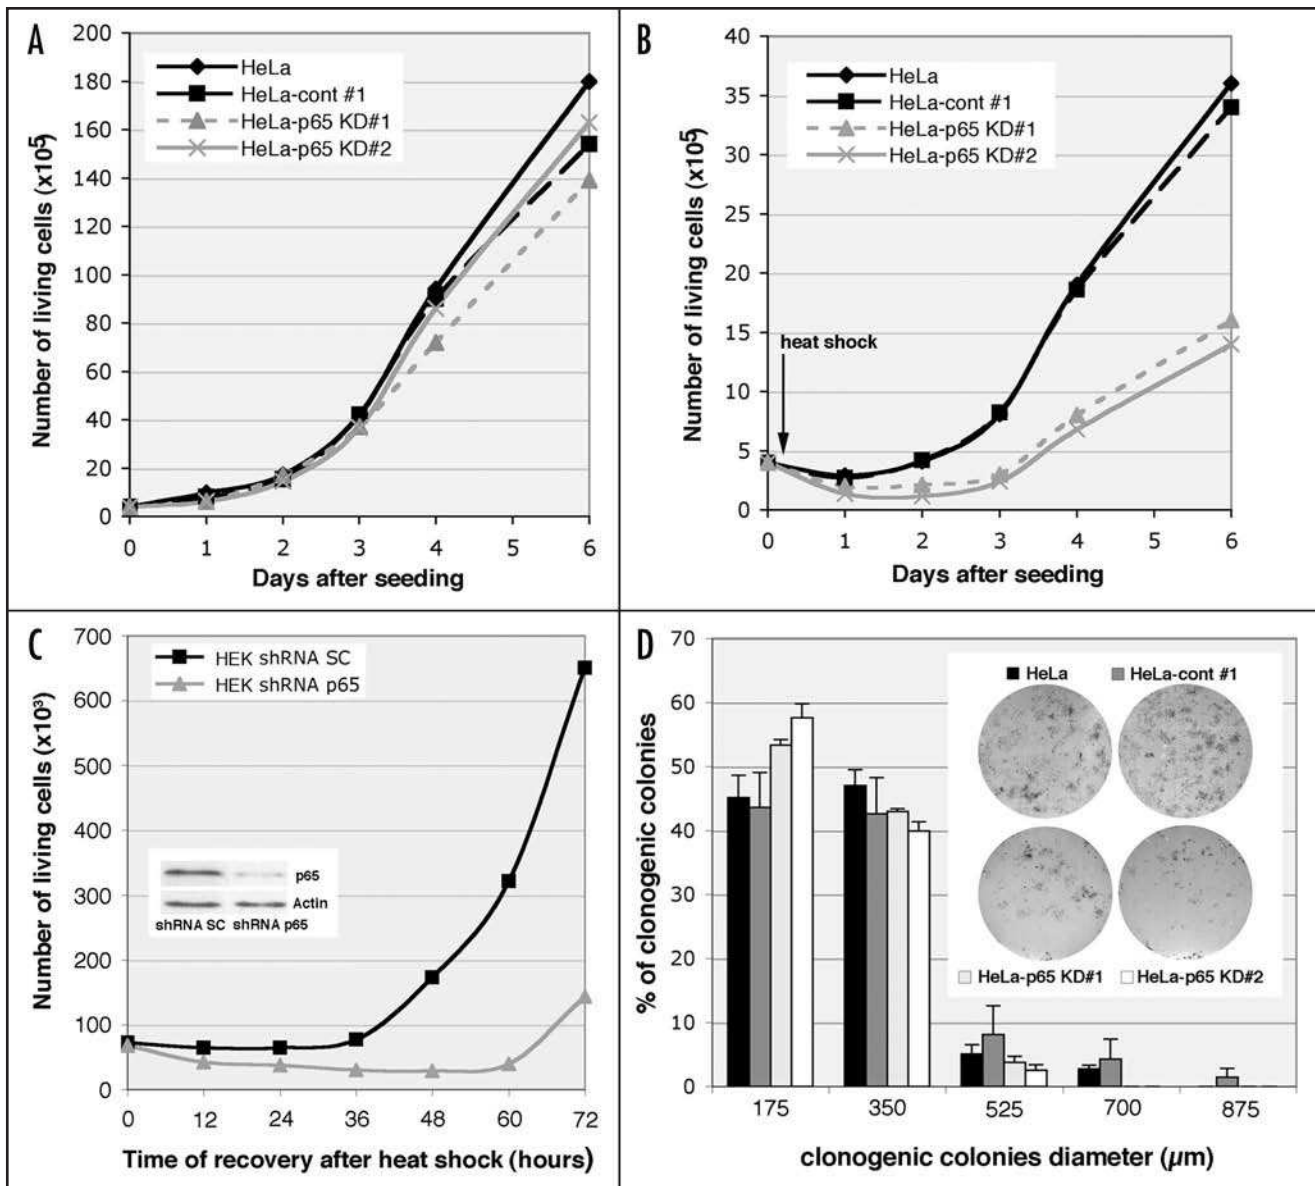 A
Number of living cells (x10⁵)
200
180
160
140
120
100
80
60
40
20
0
HeLa
HeLa-cont #1
HeLa-p65 KD#1
HeLa-p65 KD#2
0 1 2 3 4 5 6
Days after seeding
B
Number of living cells (x10⁵)
40
35
30
25
20
15
10
5
0
HeLa
HeLa-cont #1
HeLa-p65 KD#1
HeLa-p65 KD#2
heat shock
0 1 2 3 4 5 6
Days after seeding
C
Number of living cells (x10³)
700
600
500
400
300
200
100
0
HEK shRNA SC
HEK shRNA p65
p65
Actin
shRNA SC shRNA p65
0 12 24 36 48 60 72
Time of recovery after heat shock (hours)
D
% of clonogenic colonies
70
60
50
40
30
20
10
0
HeLa HeLa-cont #1
HeLa-p65 KD#1 HeLa-p65 KD#2
175 350 525 700 875
clonogenic colonies diameter (µm)